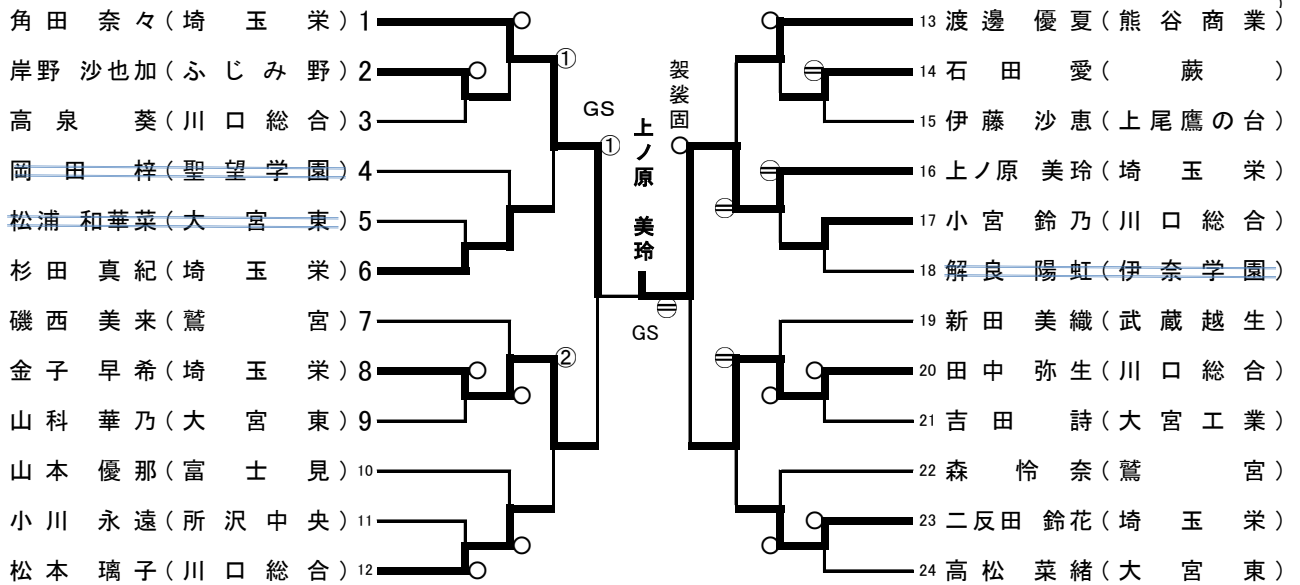 角田 奈々(埼玉栄) 1
岸野 沙也加(ふじみ野) 2
高泉 葵(川口総合) 3
岡田 梓(聖望学園) 4
松浦 和華菜(大宮東) 5
杉田 真紀(埼玉栄) 6
磯西 美来(鷲宮) 7
金子 早希(埼玉栄) 8
山科 華乃(大宮東) 9
山本 優那(富士見) 10
小川 永遠(所沢中央) 11
松本 璃子(川口総合) 12
①
GS
①
②
上ノ原 美玲
GS
袈裟固
13 渡邊 優夏(熊谷商業)
14 石田 愛(蕨)
15 伊藤 沙恵(上尾鷹の台)
16 上ノ原 美玲(埼玉栄)
17 小宮 鈴乃(川口総合)
18 解良 陽虹(伊奈学園)
19 新田 美織(武蔵越生)
20 田中 弥生(川口総合)
21 吉田 詩(大宮工業)
22 森 怜奈(鷲宮)
23 二反田 鈴花(埼玉栄)
24 高松 菜緒(大宮東)